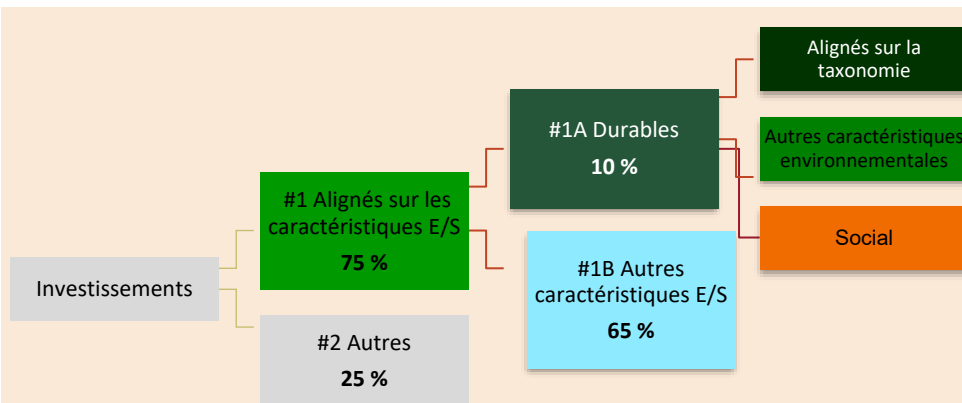 Investissements
#1 Alignés sur les
caractéristiques E/S
75 %
#2 Autres
25 %
#1A Durables
10 %
#1B Autres
caractéristiques E/S
65 %
Alignés sur la
taxonomie
Autres caractéristiques
environnementales
Social